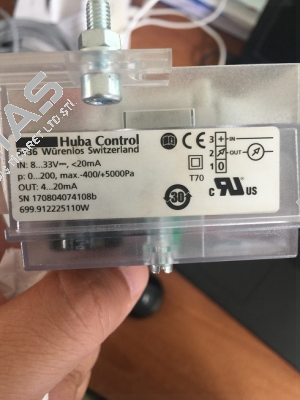 Huba Control
5436 Würenlos Switzerland
IN: 8...33V⎓, <20mA
p: 0...200, max.-400/+5000Pa
OUT: 4...20mA
SN 170804074108b
699.912225110W
CE
3 + IN
2 OUT
1 0
T70
30
C US